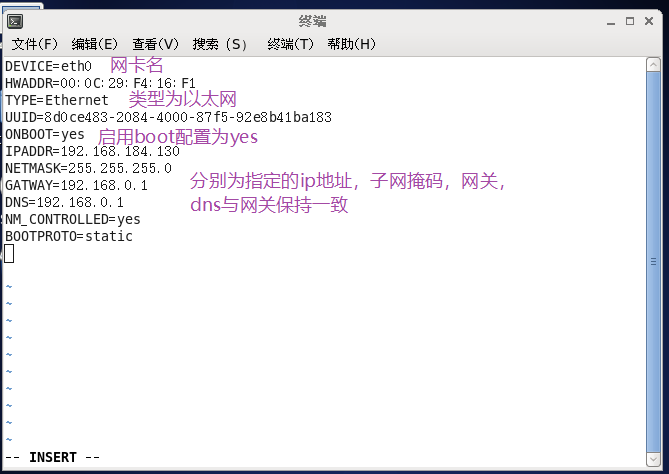 终端
文件(F) 编辑(E) 查看(V) 搜索(S) 终端(T) 帮助(H)
DEVICE=eth0 网卡名
HWADDR=00:0C:29:F4:16:F1
TYPE=Ethernet 类型为以太网
UUID=8d0ce483-2084-4000-87f5-92e8b41ba183
ONBOOT=yes 启用boot配置为yes
IPADDR=192.168.184.130
NETMASK=255.255.255.0
GATWAY=192.168.0.1 分别为指定的ip地址，子网掩码，网关，
DNS=192.168.0.1 dns与网关保持一致
NM_CONTROLLED=yes
BOOTPROTO=static
~
~
~
~
~
~
~
~
~
~
-- INSERT --